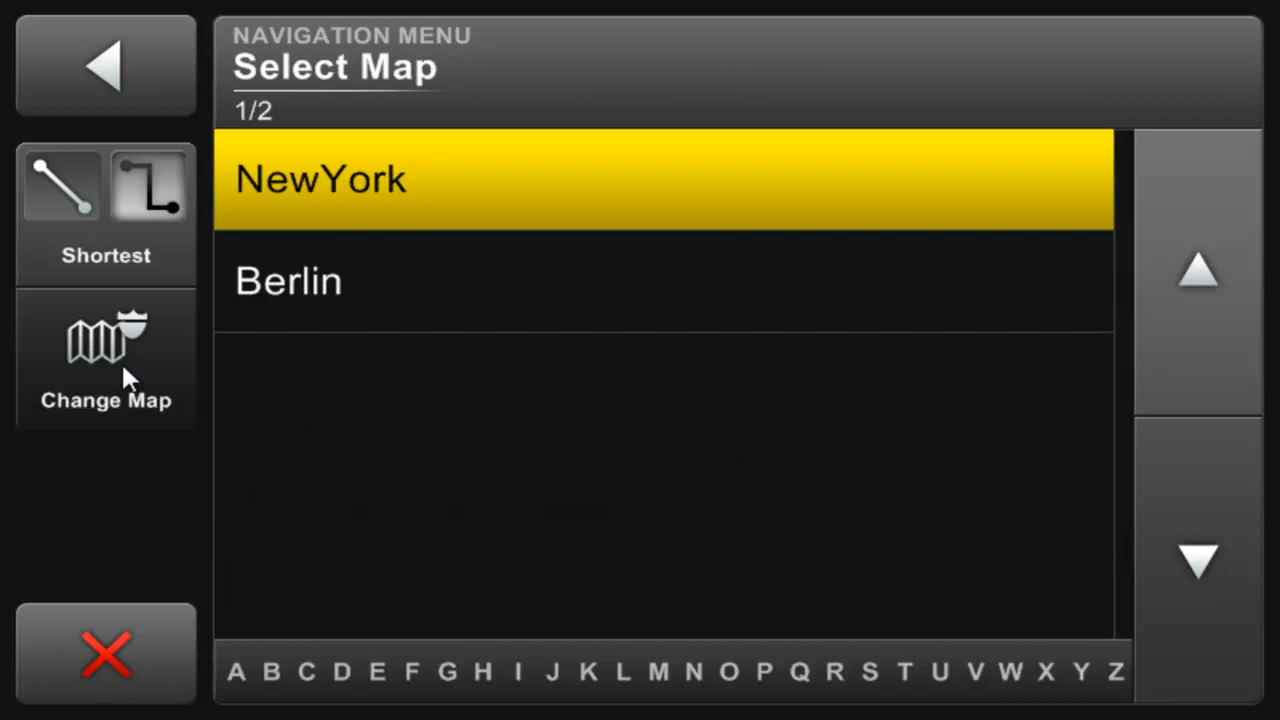 NAVIGATION MENU
Select Map
1/2
NewYork
Berlin
Shortest
Change Map
A B C D E F G H I J K L M N O P Q R S T U V W X Y Z